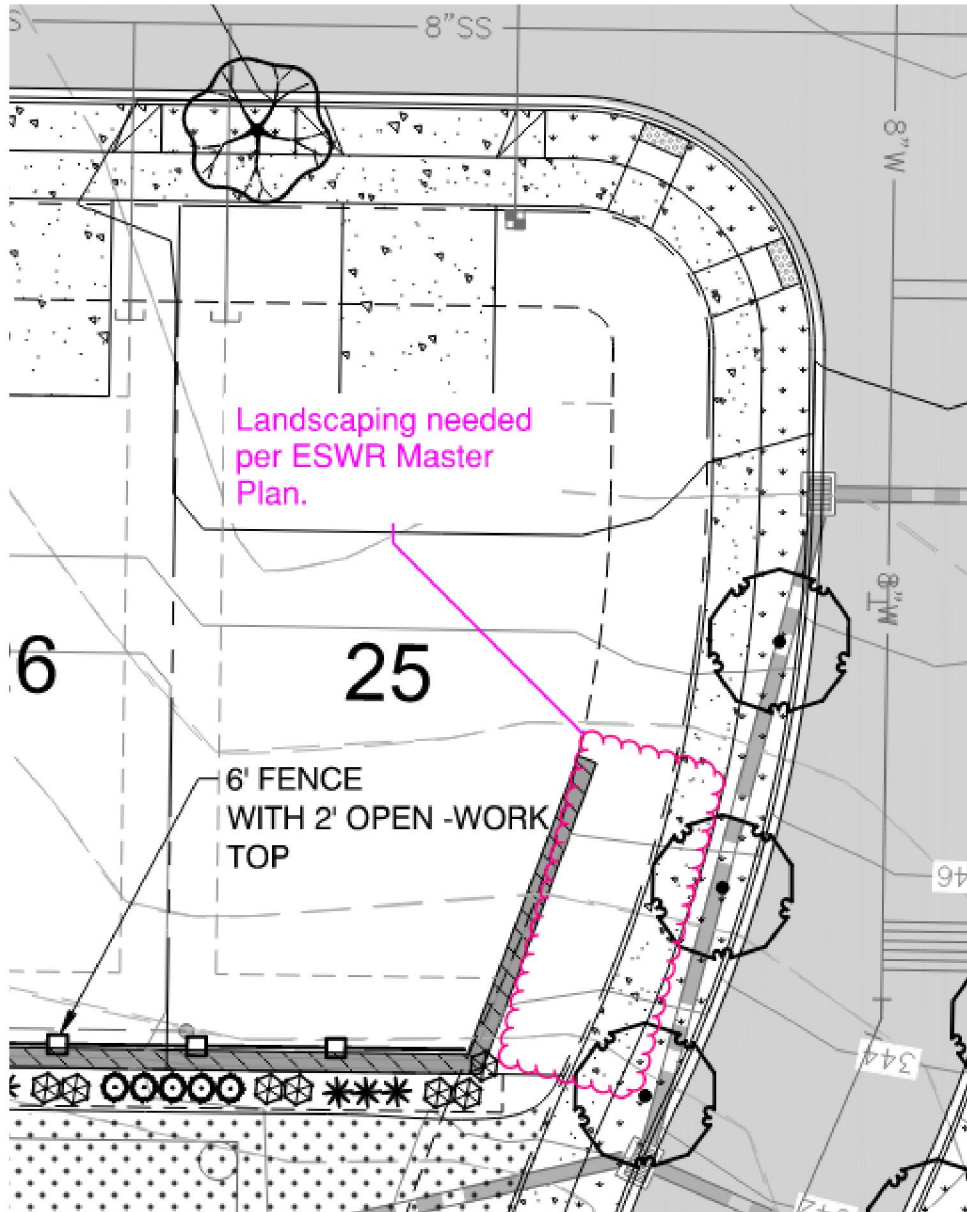 8"SS
8"W
Landscaping needed
per ESWR Master
Plan.
8"W
6
25
6' FENCE
WITH 2' OPEN -WORK
TOP
344